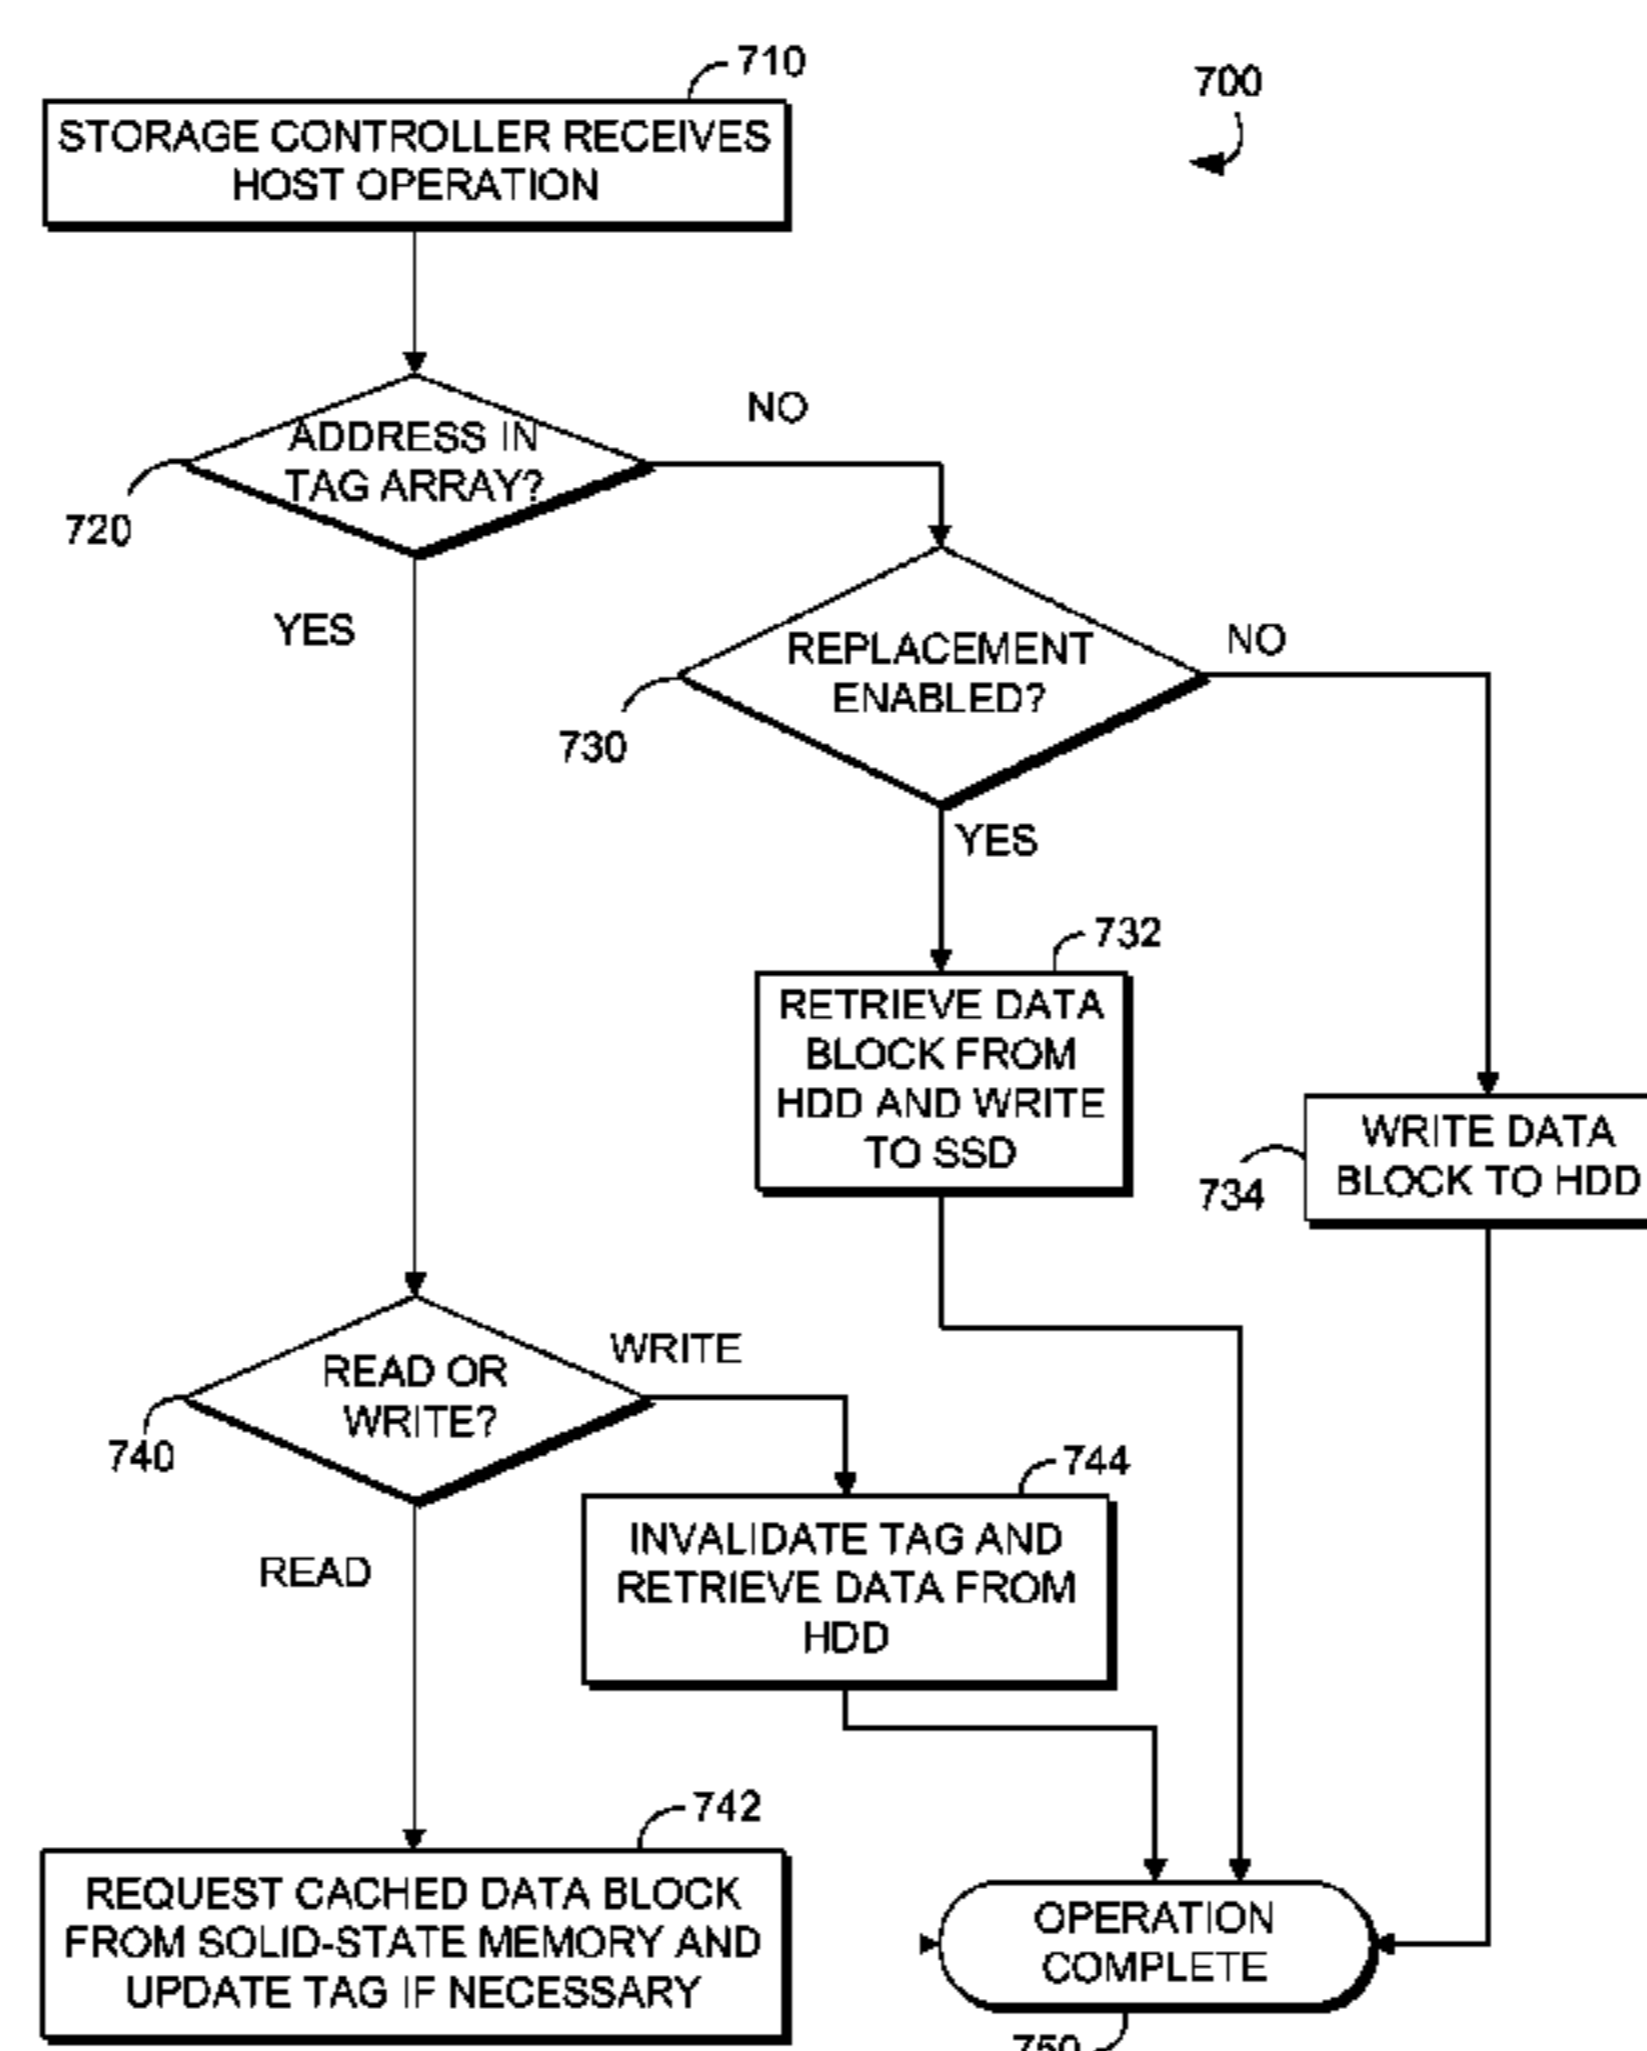 710
700
STORAGE CONTROLLER RECEIVES
HOST OPERATION
NO
ADDRESS IN
TAG ARRAY?
720
YES
REPLACEMENT
ENABLED?
NO
730
YES
732
RETRIEVE DATA
BLOCK FROM
HDD AND WRITE
TO SSD
WRITE DATA
BLOCK TO HDD
734
WRITE
READ OR
WRITE?
740
744
INVALIDATE TAG AND
RETRIEVE DATA FROM
HDD
READ
742
REQUEST CACHED DATA BLOCK
FROM SOLID-STATE MEMORY AND
UPDATE TAG IF NECESSARY
OPERATION
COMPLETE
750